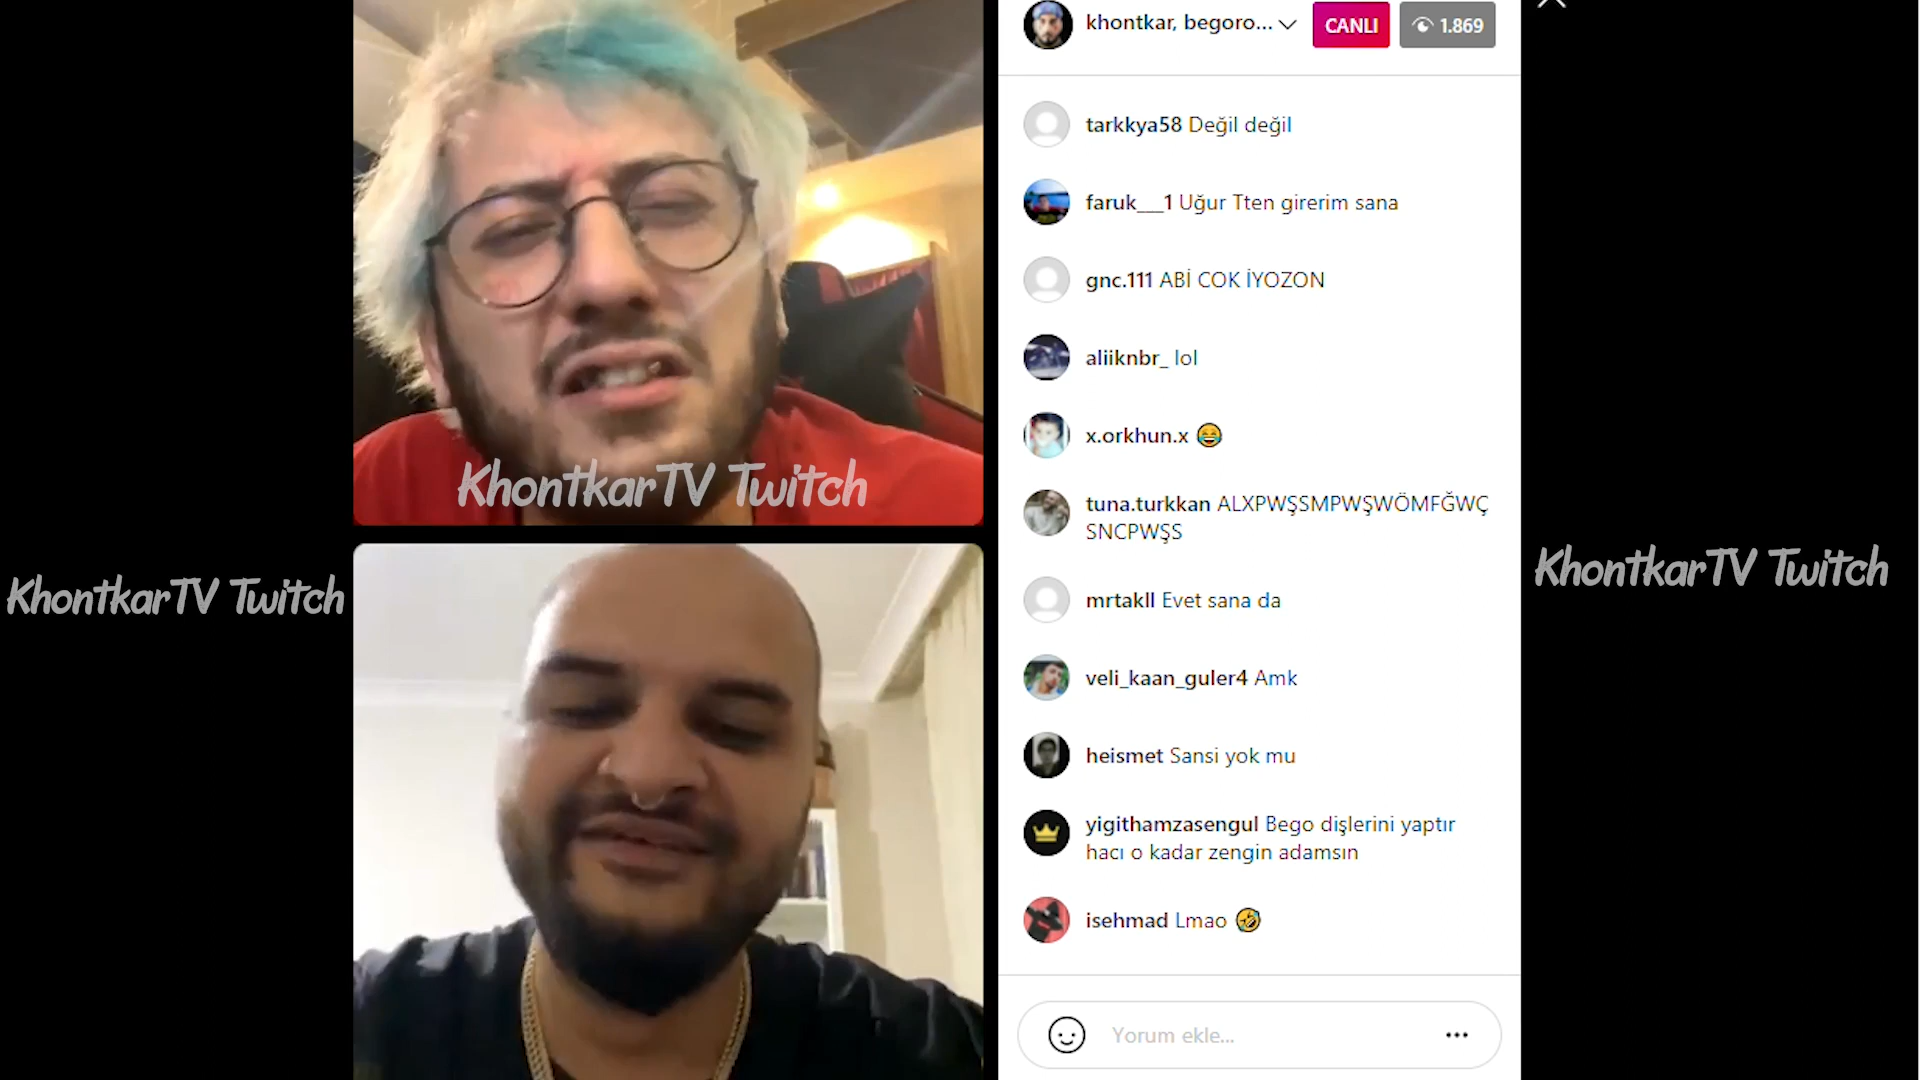 khontkar, begoro...
CANLI
1.869
tarkkya58 Değil değil
faruk___1 Uğur Tten girerim sana
gnc.111 ABİ COK İYOZON
aliiknbr_ lol
x.orkhun.x 😂
tuna.turkkan ALXPWŞSMPWŞWÖMFĞWÇ
SNCPWŞS
mrtakll Evet sana da
veli_kaan_guler4 Amk
heismet Sansi yok mu
yigithamzasengul Bego dişlerini yaptır
hacı o kadar zengin adamsın
isehmad Lmao 🤣
Yorum ekle...
KhontkarTV Twitch
KhontkarTV Twitch
KhontkarTV Twitch